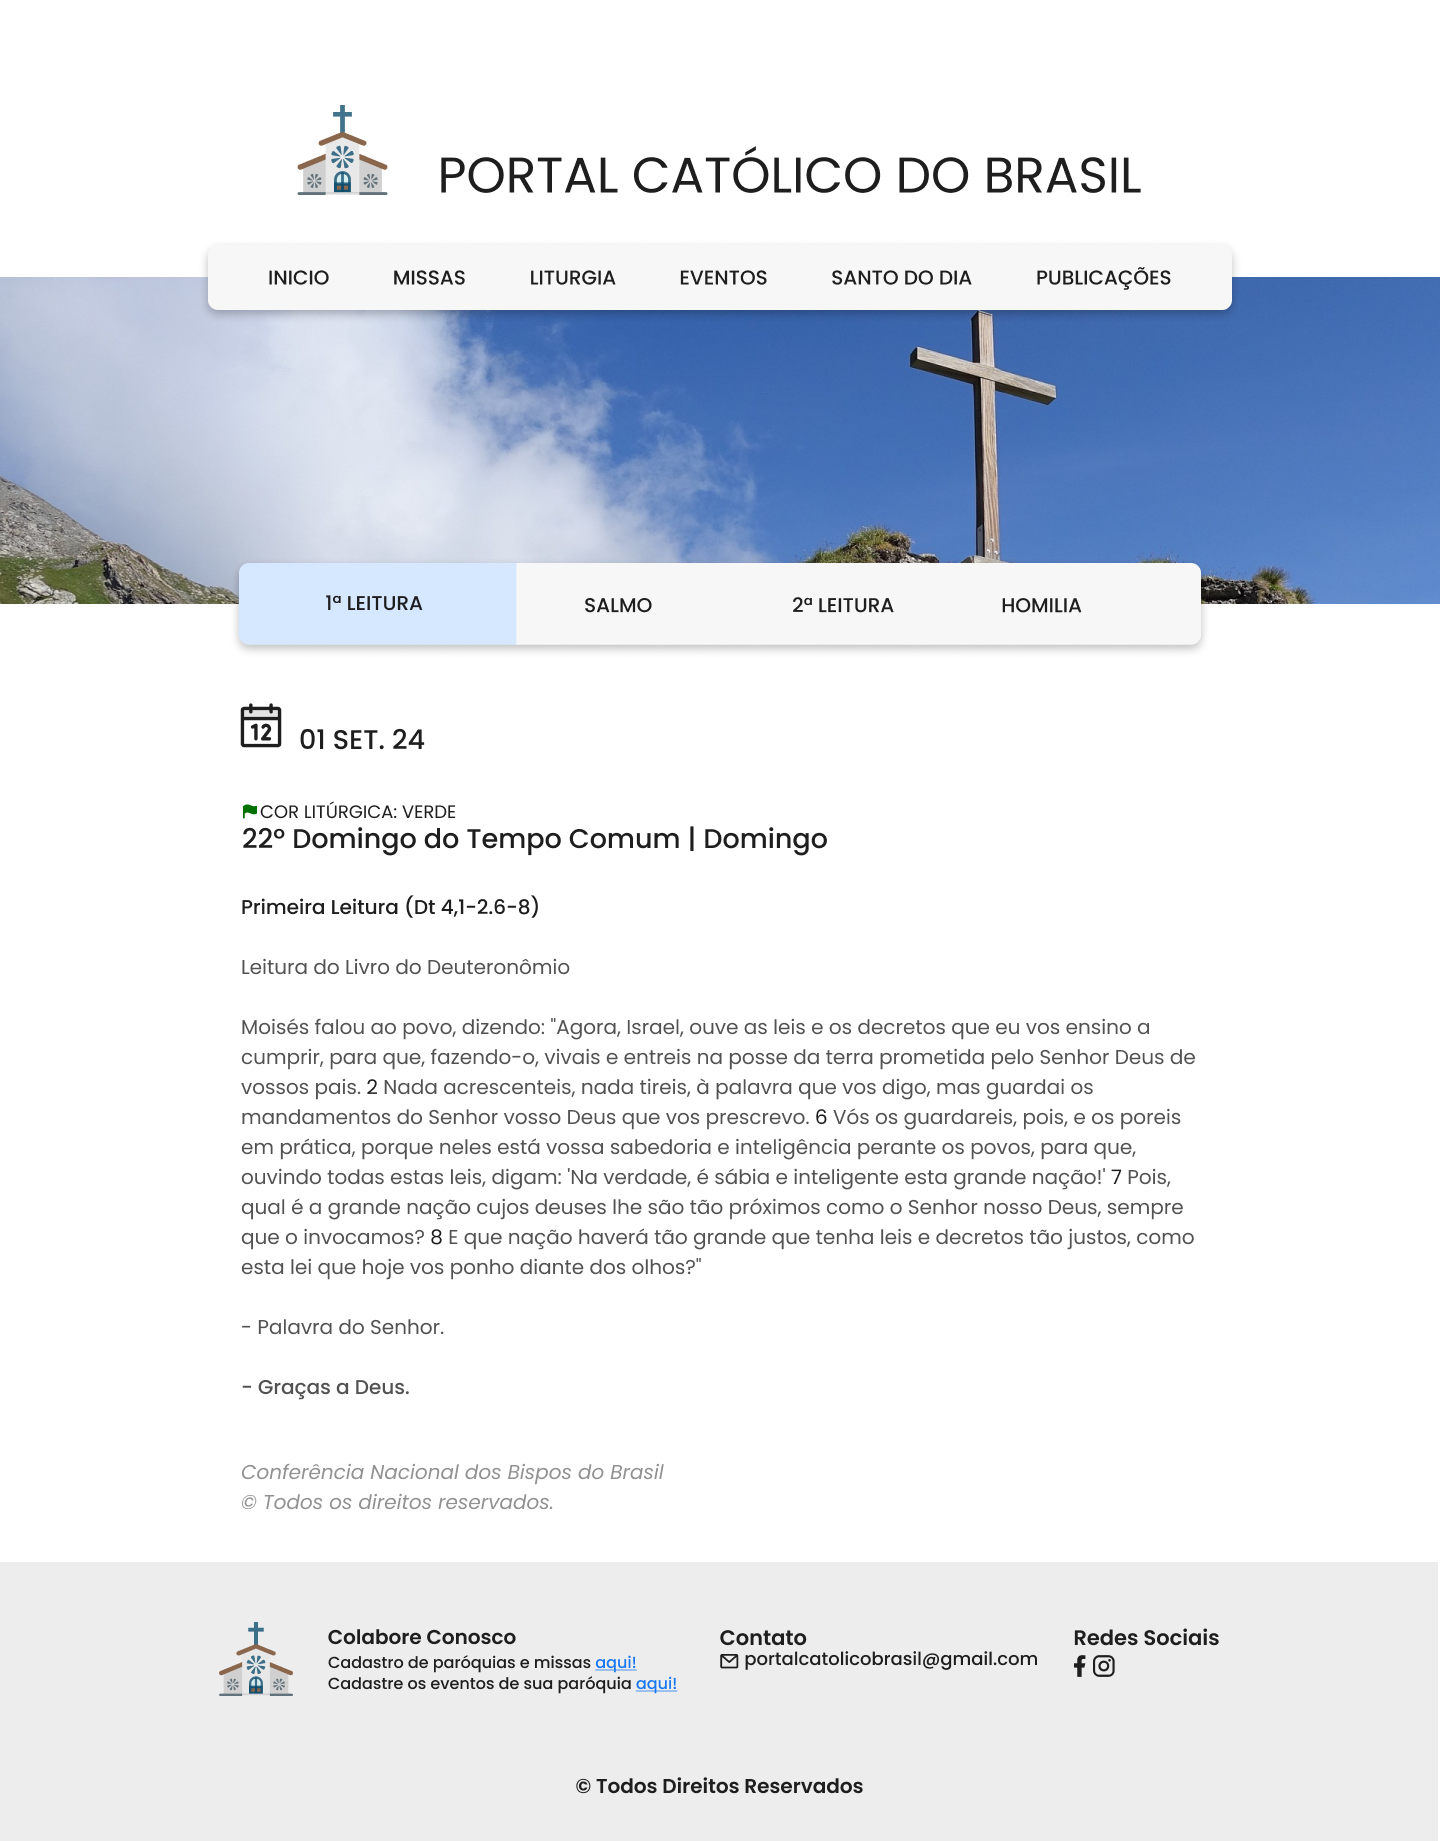 PORTAL CATÓLICO DO BRASIL
INICIO MISSAS LITURGIA EVENTOS SANTO DO DIA PUBLICAÇÕES
1ª LEITURA SALMO 2ª LEITURA HOMILIA
12 01 SET. 24
COR LITÚRGICA: VERDE
22º Domingo do Tempo Comum | Domingo
Primeira Leitura (Dt 4,1-2.6-8)
Leitura do Livro do Deuteronômio
Moisés falou ao povo, dizendo: "Agora, Israel, ouve as leis e os decretos que eu vos ensino a
cumprir, para que, fazendo-o, vivais e entreis na posse da terra prometida pelo Senhor Deus de
vossos pais. 2 Nada acrescenteis, nada tireis, à palavra que vos digo, mas guardai os
mandamentos do Senhor vosso Deus que vos prescrevo. 6 Vós os guardareis, pois, e os poreis
em prática, porque neles está vossa sabedoria e inteligência perante os povos, para que,
ouvindo todas estas leis, digam: 'Na verdade, é sábia e inteligente esta grande nação!' 7 Pois,
qual é a grande nação cujos deuses lhe são tão próximos como o Senhor nosso Deus, sempre
que o invocamos? 8 E que nação haverá tão grande que tenha leis e decretos tão justos, como
esta lei que hoje vos ponho diante dos olhos?"
- Palavra do Senhor.
- Graças a Deus.
Conferência Nacional dos Bispos do Brasil
© Todos os direitos reservados.
Colabore Conosco
Cadastro de paróquias e missas aqui!
Cadastre os eventos de sua paróquia aqui!
Contato
portalcatolicobrasil@gmail.com
Redes Sociais
© Todos Direitos Reservados